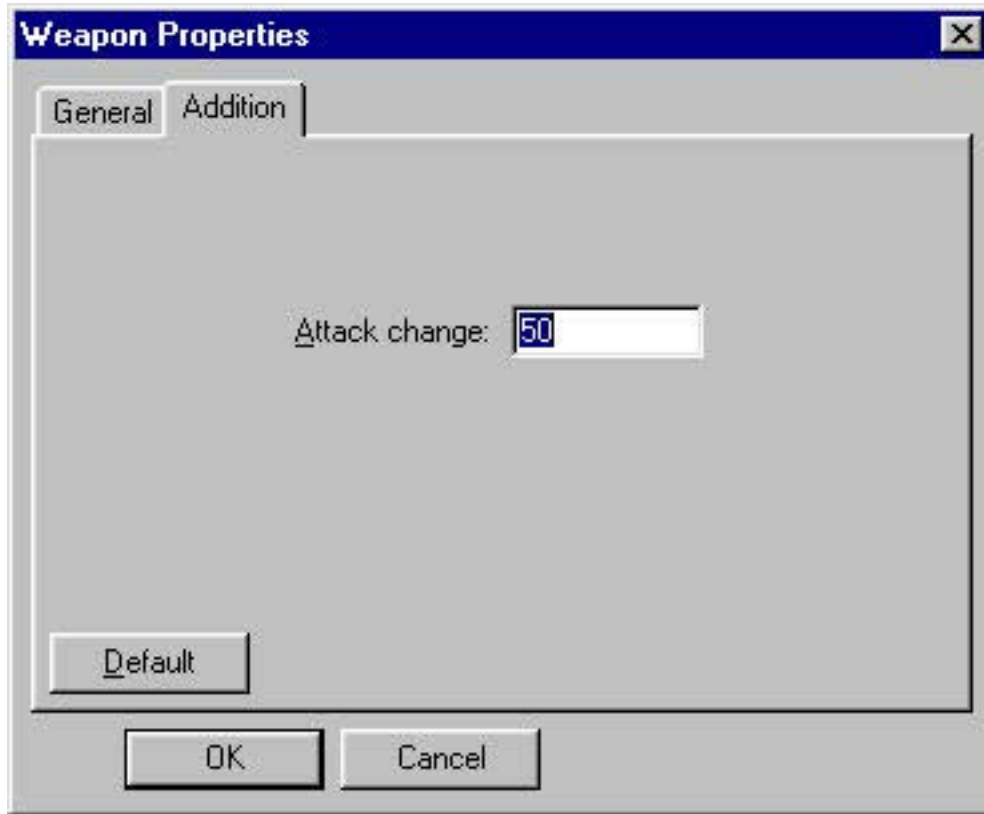 Weapon Properties
General Addition
Attack change: 50
Default
OK Cancel